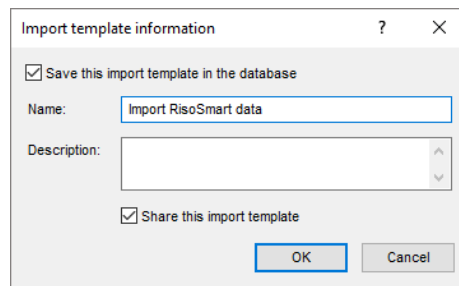 Import template information
?
Save this import template in the database
Name:
Import RisoSmart data
Description:
Share this import template
OK
Cancel